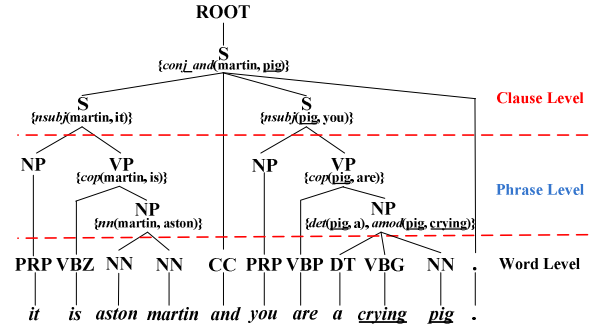 ROOT
S
{conj_and(martin, pig)}
S S
{nsubj(martin, it)} {nsubj(pig, you)}
Clause Level
NP VP NP VP
{cop(martin, is)} {cop(pig, are)}
Phrase Level
NP NP
{nn(martin, aston)} {det(pig, a), amod(pig, crying)}
PRP VBZ NN NN CC PRP VBP DT VBG NN . Word Level
it is aston martin and you are a crying pig .